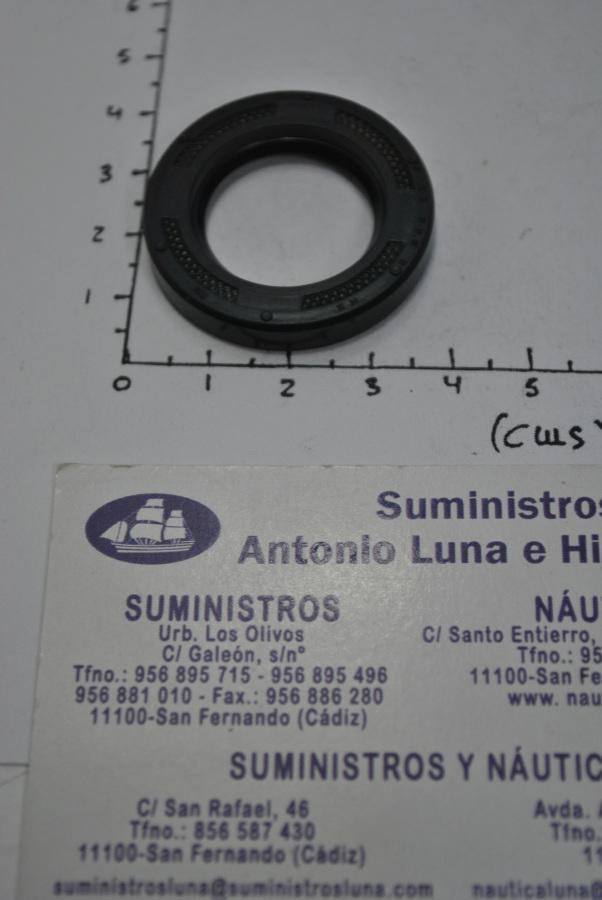 6
5
4
3
2
1
0 1 2 3 4 5
(cms
Suministros
Antonio Luna e Hi
SUMINISTROS
Urb. Los Olivos
C/ Galeón, s/nº
Tfno.: 956 895 715 - 956 895 496
956 881 010 - Fax.: 956 886 280
11100-San Fernando (Cádiz)
NÁU
C/ Santo Entierro,
Tfno.: 95
11100-San Fe
www. nau
SUMINISTROS Y NÁUTIC
C/ San Rafael, 46
Tfno.: 856 587 430
11100-San Fernando (Cádiz)
Avda. A
Tfno.
11
suministrosluna@suministrosluna.com
nauticaluna@